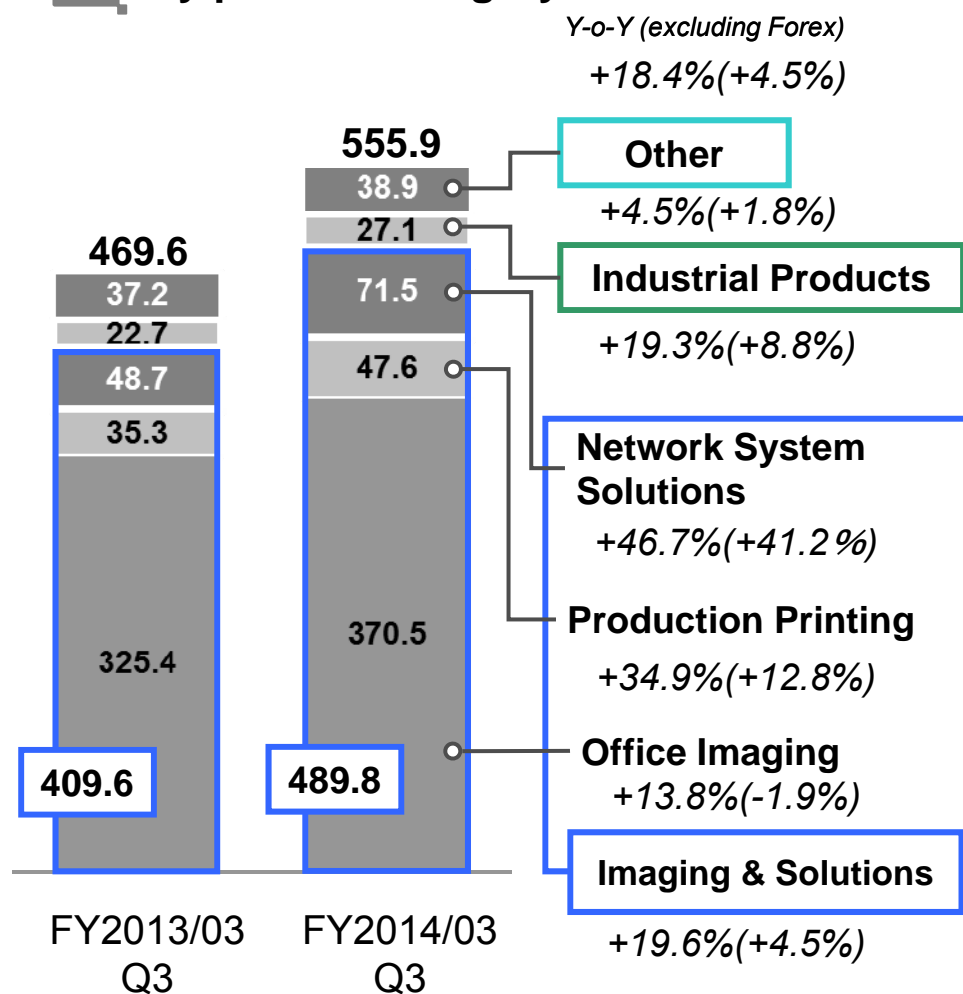 Y-o-Y (excluding Forex)
+18.4%(+4.5%)
555.9
Other
38.9
+4.5%(+1.8%)
27.1
469.6
Industrial Products
37.2
71.5
22.7
+19.3%(+8.8%)
48.7
47.6
35.3
Network System
Solutions
+46.7%(+41.2%)
Production Printing
370.5
325.4
+34.9%(+12.8%)
Office Imaging
409.6
489.8
+13.8%(-1.9%)
Imaging & Solutions
FY2013/03
Q3
FY2014/03
Q3
+19.6%(+4.5%)